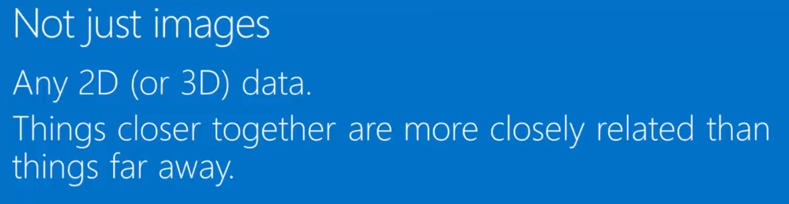 Not just images
Any 2D (or 3D) data.
Things closer together are more closely related than
things far away.